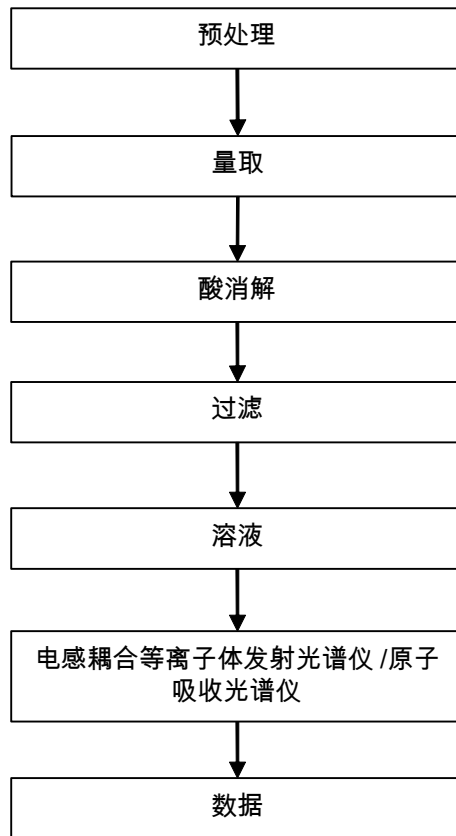 预处理
量取
酸消解
过滤
溶液
电感耦合等离子体发射光谱仪 /原子
吸收光谱仪
数据